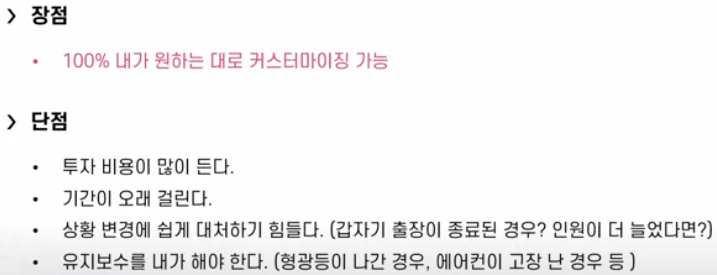 > 장점
• 100% 내가 원하는 대로 커스터마이징 가능
> 단점
• 투자 비용이 많이 든다.
• 기간이 오래 걸린다.
• 상황 변경에 쉽게 대처하기 힘들다. (갑자기 출장이 종료된 경우? 인원이 더 늘었다면?)
• 유지보수를 내가 해야 한다. (형광등이 나간 경우, 에어컨이 고장 난 경우 등 )